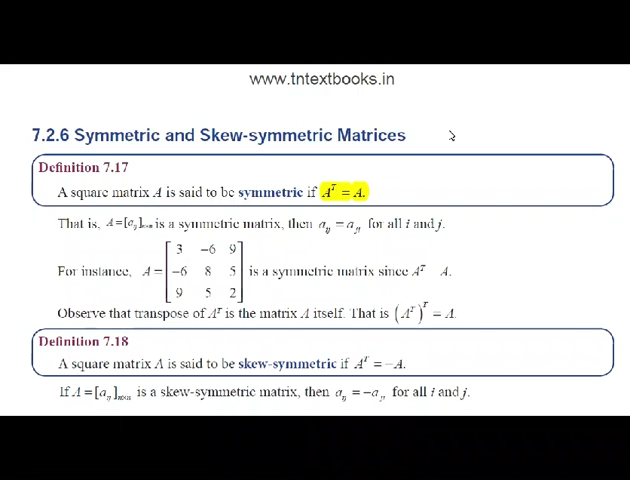 www.tntextbooks.in
7.2.6 Symmetric and Skew-symmetric Matrices
Definition 7.17
A square matrix A is said to be symmetric if Aᵀ = A.
That is, A=[aᵢⱼ]ₙₓₙ is a symmetric matrix, then aᵢⱼ = aⱼᵢ for all i and j.
3 −6 9
For instance, A = −6 8 5 is a symmetric matrix since Aᵀ A.
9 5 2
Observe that transpose of Aᵀ is the matrix A itself. That is (Aᵀ)ᵀ = A.
Definition 7.18
A square matrix A is said to be skew-symmetric if Aᵀ = −A.
If A = [aᵢⱼ]ₙₓₙ is a skew-symmetric matrix, then aᵢⱼ = −aⱼᵢ for all i and j.